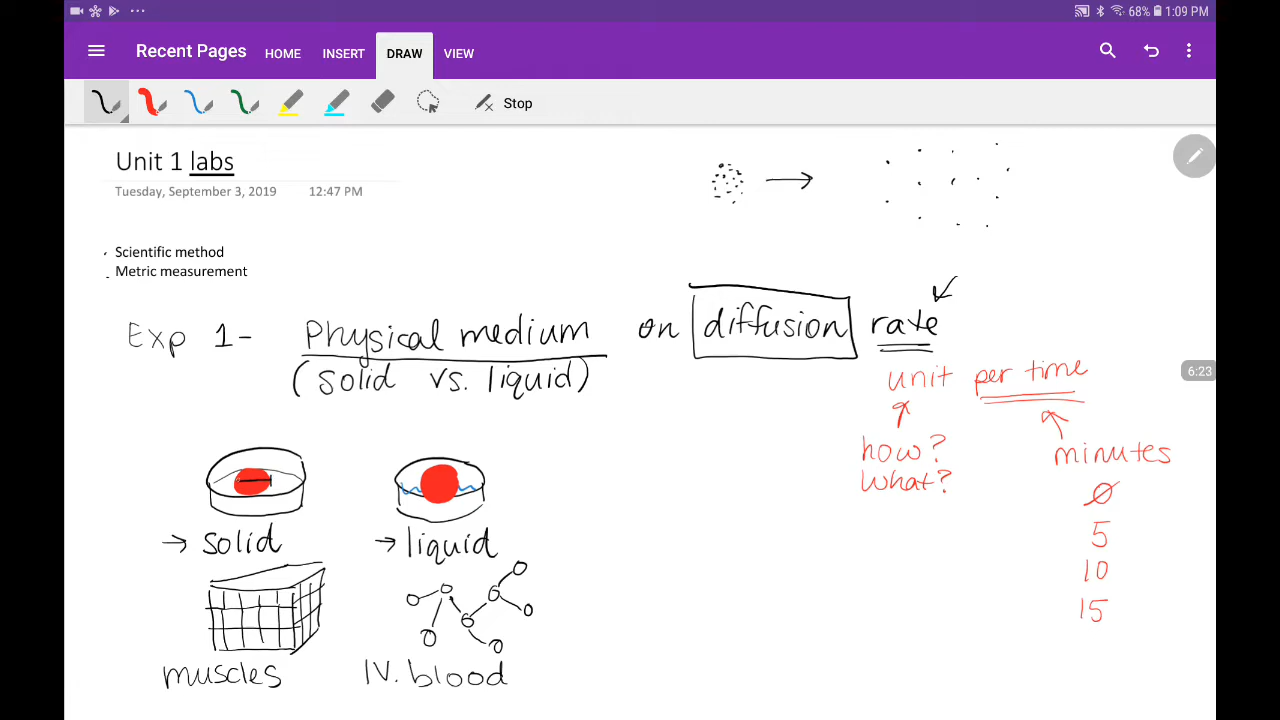 68% 1:09 PM
Recent Pages HOME INSERT DRAW VIEW
Stop
Unit 1 labs
Tuesday, September 3, 2019 12:47 PM
Scientific method
Metric measurement
Exp 1- Physical medium on diffusion rate
(solid vs. liquid)
unit per time
6:23
how? minutes
what?
0
5
10
15
→ solid → liquid
muscles IV. blood